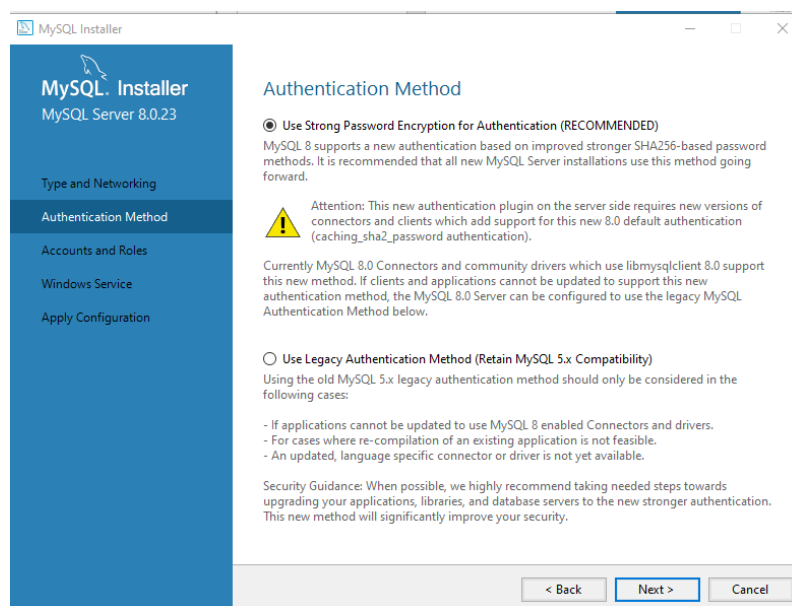 MySQL Installer
MySQL. Installer
MySQL Server 8.0.23
Type and Networking
Authentication Method
Accounts and Roles
Windows Service
Apply Configuration
Authentication Method
Use Strong Password Encryption for Authentication (RECOMMENDED)
MySQL 8 supports a new authentication based on improved stronger SHA256-based password
methods. It is recommended that all new MySQL Server installations use this method going
forward.
Attention: This new authentication plugin on the server side requires new versions of
connectors and clients which add support for this new 8.0 default authentication
(caching_sha2_password authentication).
Currently MySQL 8.0 Connectors and community drivers which use libmysqlclient 8.0 support
this new method. If clients and applications cannot be updated to support this new
authentication method, the MySQL 8.0 Server can be configured to use the legacy MySQL
Authentication Method below.
Use Legacy Authentication Method (Retain MySQL 5.x Compatibility)
Using the old MySQL 5.x legacy authentication method should only be considered in the
following cases:
- If applications cannot be updated to use MySQL 8 enabled Connectors and drivers.
- For cases where re-compilation of an existing application is not feasible.
- An updated, language specific connector or driver is not yet available.
Security Guidance: When possible, we highly recommend taking needed steps towards
upgrading your applications, libraries, and database servers to the new stronger authentication.
This new method will significantly improve your security.
< Back
Next >
Cancel